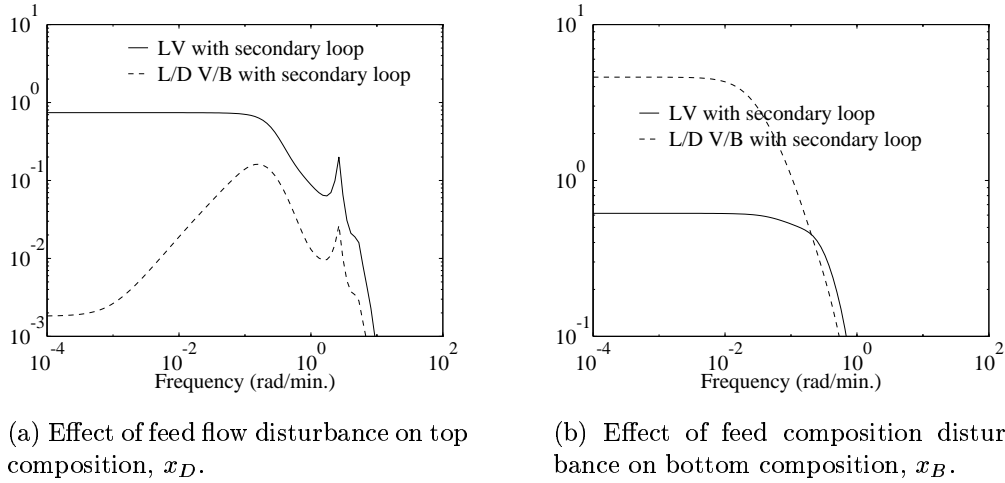 10^1
10^0
10^-1
10^-2
10^-3
LV with secondary loop
L/D V/B with secondary loop
10^-4 10^-2 10^0 10^2
Frequency (rad/min.)
(a) Effect of feed flow disturbance on top
composition, x_D.
10^1
10^0
10^-1
LV with secondary loop
L/D V/B with secondary loop
10^-4 10^-2 10^0 10^2
Frequency (rad/min.)
(b) Effect of feed composition distur
bance on bottom composition, x_B.